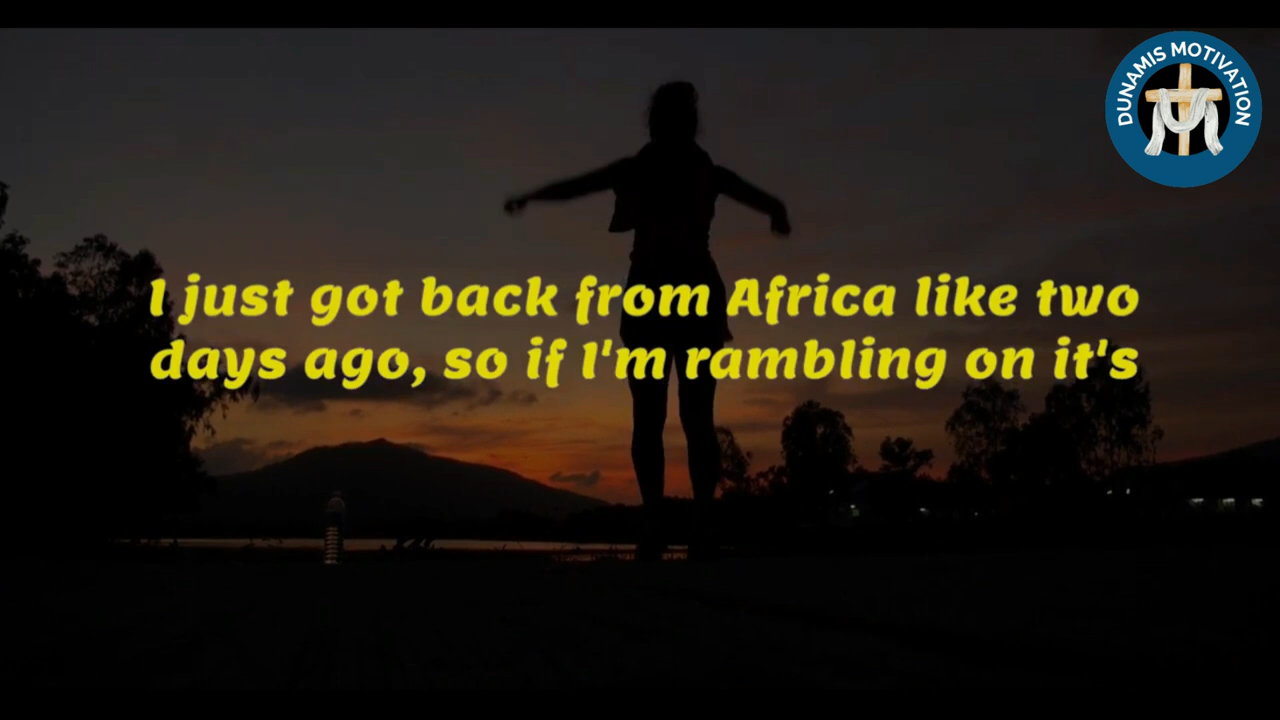 DUNAMIS MOTIVATION
I just got back from Africa like two
days ago, so if I'm rambling on it's